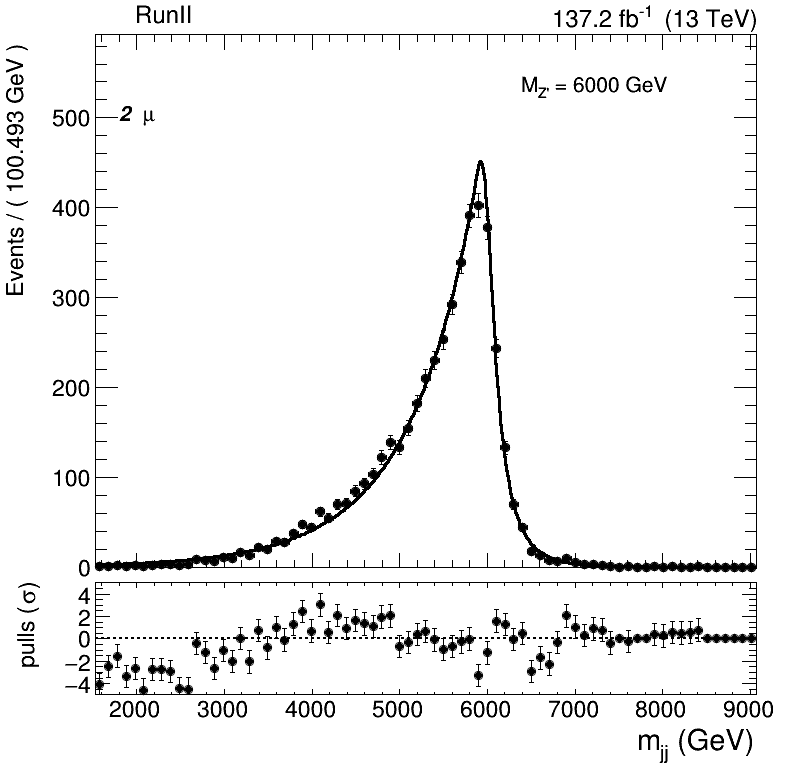 RunII 137.2 fb⁻¹ (13 TeV)
M_Z' = 6000 GeV
2 μ
Events / ( 100.493 GeV )
500
400
300
200
100
0
pulls (σ)
4
2
0
−2
−4
2000 3000 4000 5000 6000 7000 8000 9000
m_jj (GeV)